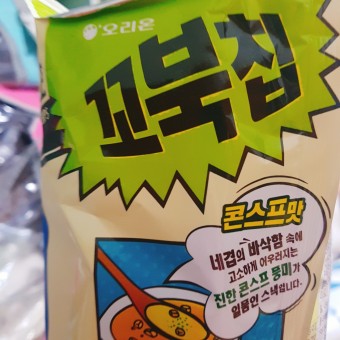 오리온
꼬북칩
콘스프맛
네겹의 바삭함 속에
고소하게 어우러지는
진한 콘스프 풍미가
일품인 스낵입니다.